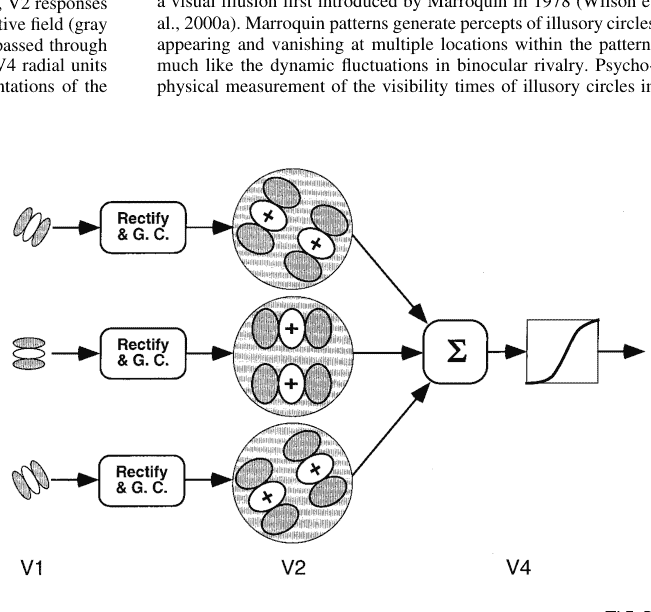 , V2 responses
tive field (gray
passed through
V4 radial units
ntations of the
a visual illusion first introduced by Marroquin in 1978 (Wilson e
al., 2000a). Marroquin patterns generate percepts of illusory circles
appearing and vanishing at multiple locations within the pattern
much like the dynamic fluctuations in binocular rivalry. Psycho-
physical measurement of the visibility times of illusory circles in
Rectify
& G. C.
+
+
Rectify
& G. C.
+
+
Σ
Rectify
& G. C.
+
+
V1
V2
V4